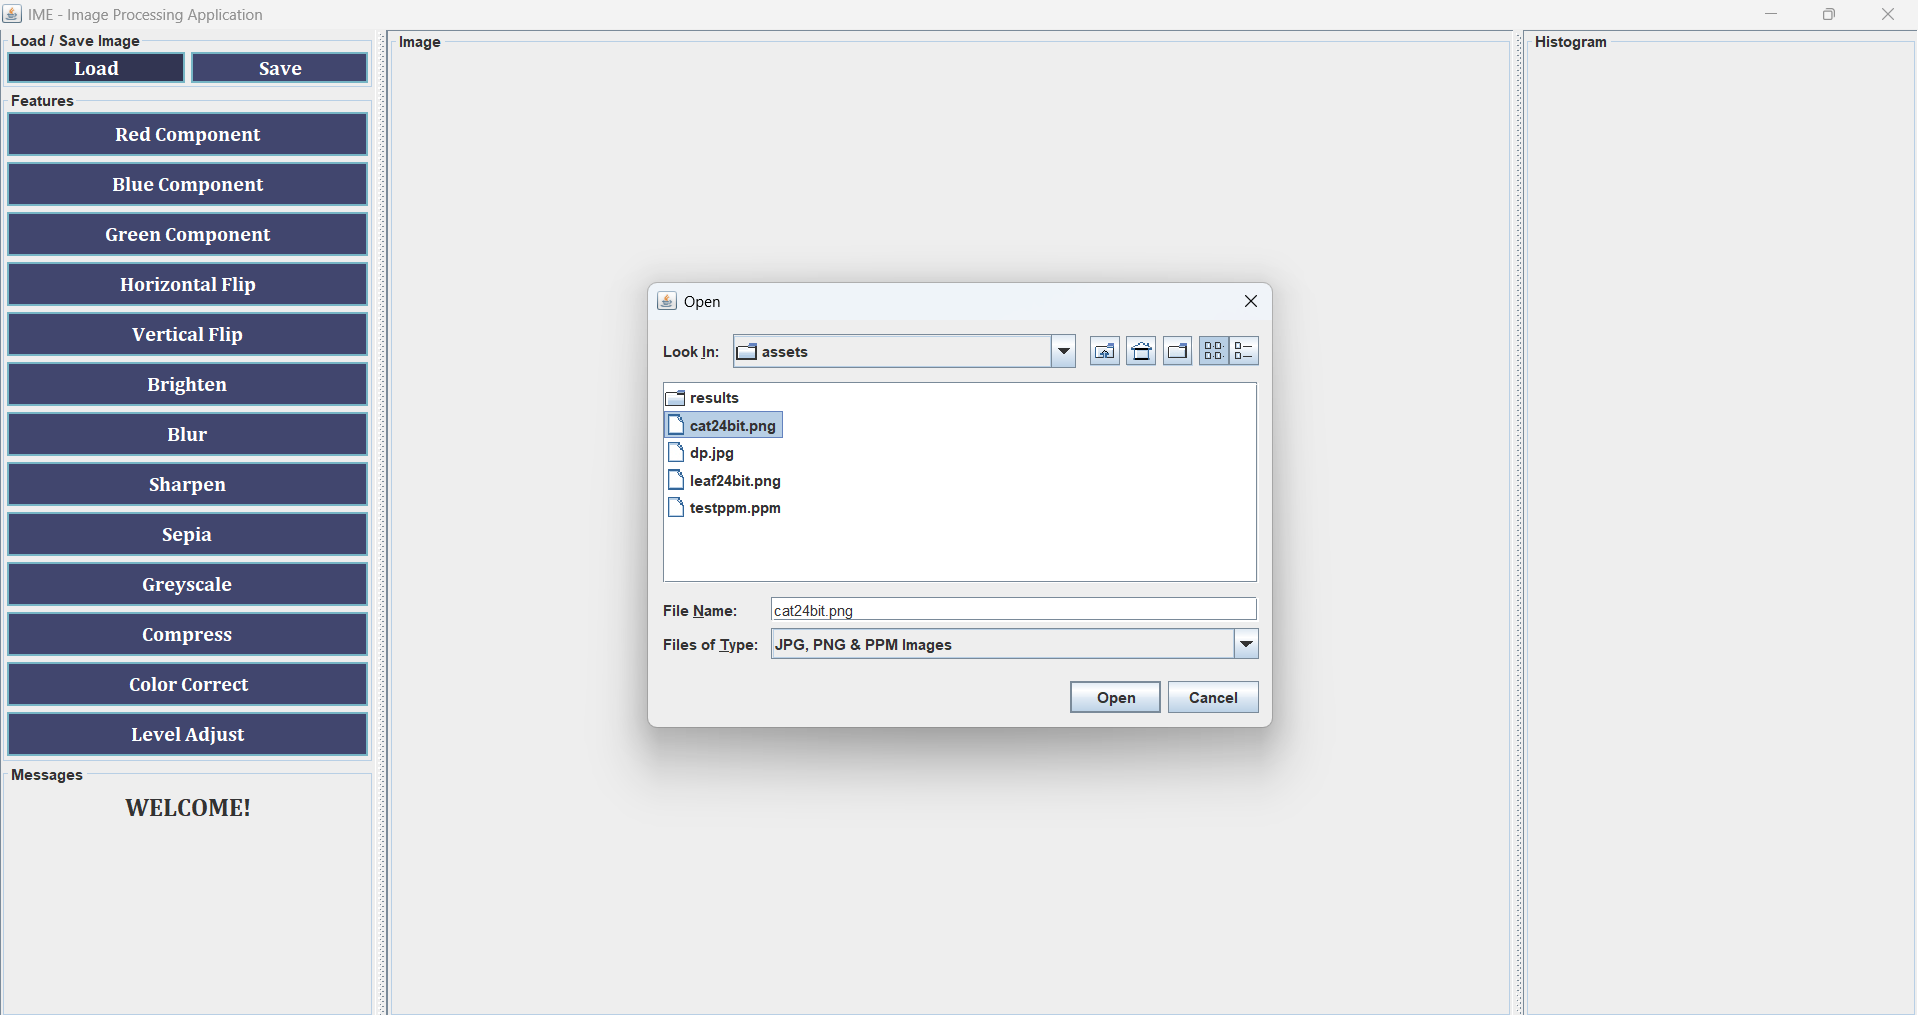 IME - Image Processing Application
Load / Save Image
Load
Save
Features
Red Component
Blue Component
Green Component
Horizontal Flip
Vertical Flip
Brighten
Blur
Sharpen
Sepia
Greyscale
Compress
Color Correct
Level Adjust
Messages
WELCOME!
Image
Open
Look In:
assets
results
cat24bit.png
dp.jpg
leaf24bit.png
testppm.ppm
File Name:
cat24bit.png
Files of Type:
JPG, PNG & PPM Images
Open
Cancel
Histogram